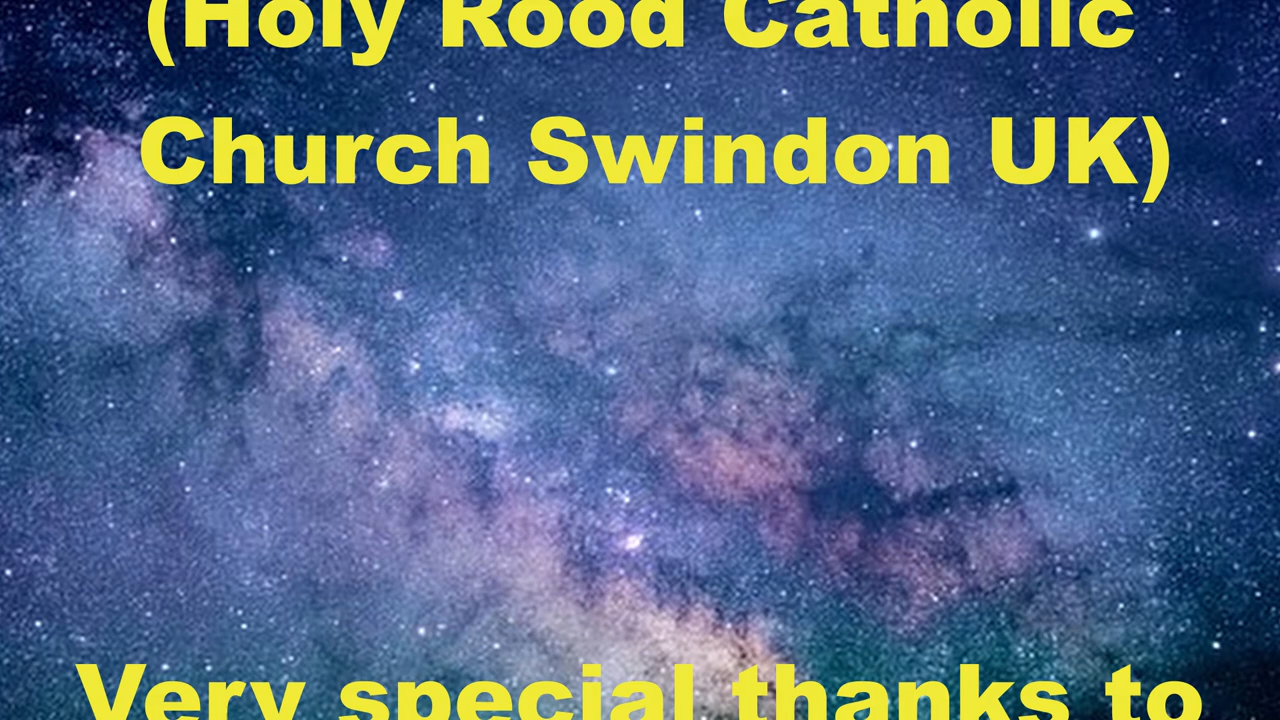 (Holy Rood Catholic
Church Swindon UK)
Very special thanks to